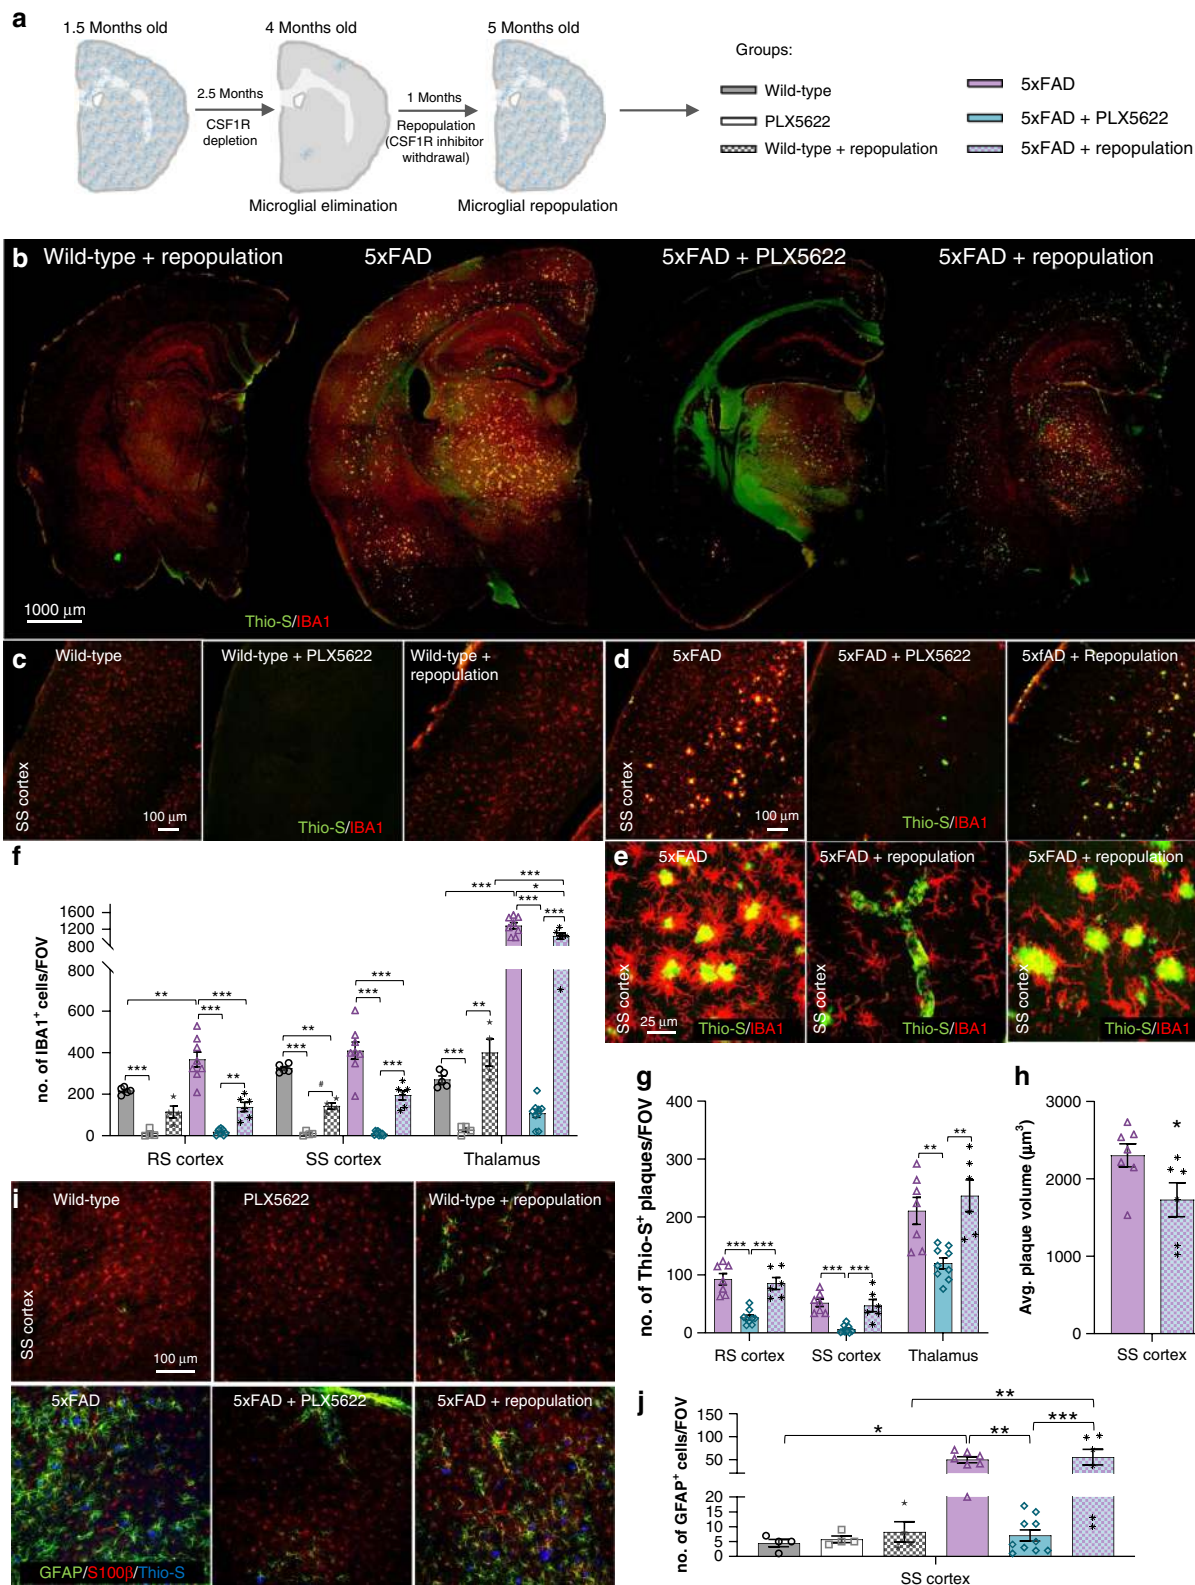 a
1.5 Months old
4 Months old
5 Months old
2.5 Months
CSF1R
depletion
1 Months
Repopulation
(CSF1R inhibitor
withdrawal)
Microglial elimination
Microglial repopulation
Groups:
Wild-type
PLX5622
Wild-type + repopulation
5xFAD
5xFAD + PLX5622
5xFAD + repopulation
b
Wild-type + repopulation
5xFAD
5xFAD + PLX5622
5xFAD + repopulation
1000 µm
Thio-S/IBA1
c
Wild-type
Wild-type + PLX5622
Wild-type +
repopulation
SS cortex
100 µm
Thio-S/IBA1
d
5xFAD
5xFAD + PLX5622
5xfAD + Repopulation
SS cortex
100 µm
Thio-S/IBA1
e
5xFAD
5xFAD + repopulation
5xFAD + repopulation
SS cortex
SS cortex
SS cortex
25 µm
Thio-S/IBA1
Thio-S/IBA1
Thio-S/IBA1
f
no. of IBA1+ cells/FOV
1600
1200
800
800
600
400
200
0
** *** *** *** **
** *** # *** *** ***
*** ** *** *** * *** ***
RS cortex
SS cortex
Thalamus
g
no. of Thio-S+ plaques/FOV
400
300
200
100
0
*** ***
*** ***
** **
RS cortex
SS cortex
Thalamus
h
Avg. plaque volume (µm3)
3000
2000
1000
0
*
SS cortex
i
Wild-type
PLX5622
Wild-type + repopulation
SS cortex
100 µm
5xFAD
5xFAD + PLX5622
5xFAD + repopulation
GFAP/S100β/Thio-S
j
no. of GFAP+ cells/FOV
150
100
50
20
15
10
5
0
* ** ** ***
SS cortex